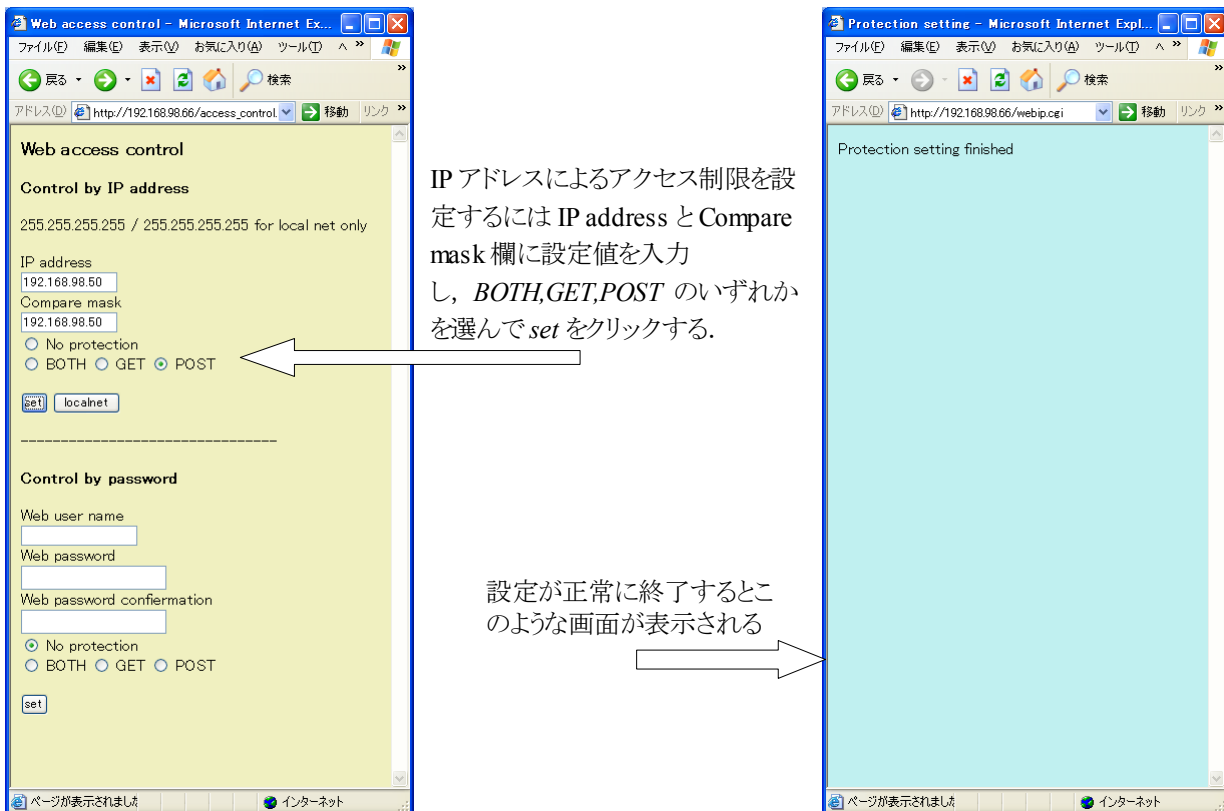 Web access control - Microsoft Internet Ex...
ファイル(F) 編集(E) 表示(V) お気に入り(A) ツール(T)
戻る 検索
アドレス(D) http://192.168.98.66/access_control. 移動 リンク
Web access control
Control by IP address
255.255.255.255 / 255.255.255.255 for local net only
IP address
192.168.98.50
Compare mask
192.168.98.50
No protection
BOTH GET POST
set localnet
--------------------------------
Control by password
Web user name
Web password
Web password confiermation
No protection
BOTH GET POST
set
ページが表示されました インターネット
IP アドレスによるアクセス制限を設
定するには IP address と Compare
mask 欄に設定値を入力
し, BOTH,GET,POST のいずれか
を選んで set をクリックする.
設定が正常に終了するとこ
のような画面が表示される
Protection setting - Microsoft Internet Expl...
ファイル(F) 編集(E) 表示(V) お気に入り(A) ツール(T)
戻る 検索
アドレス(D) http://192.168.98.66/webip.cgi 移動 リンク
Protection setting finished
ページが表示されました インターネット